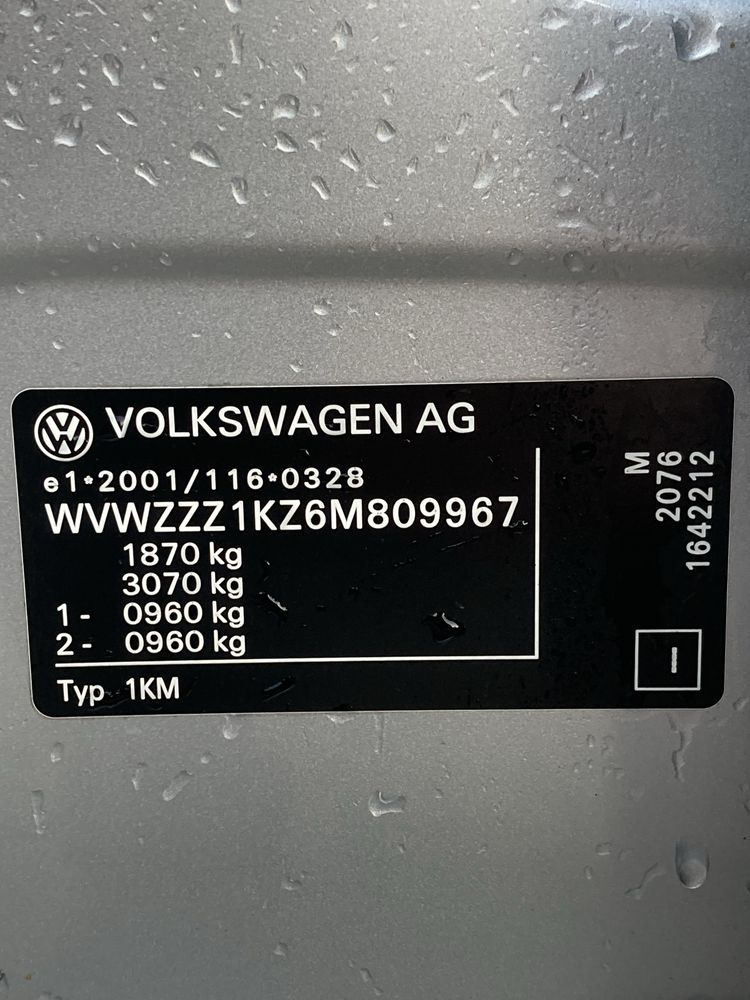 VOLKSWAGEN AG
e1*2001/116*0328
WVWZZZ1KZ6M809967
1870 kg
3070 kg
1- 0960 kg
2- 0960 kg
Typ 1KM
M
2076
1642212